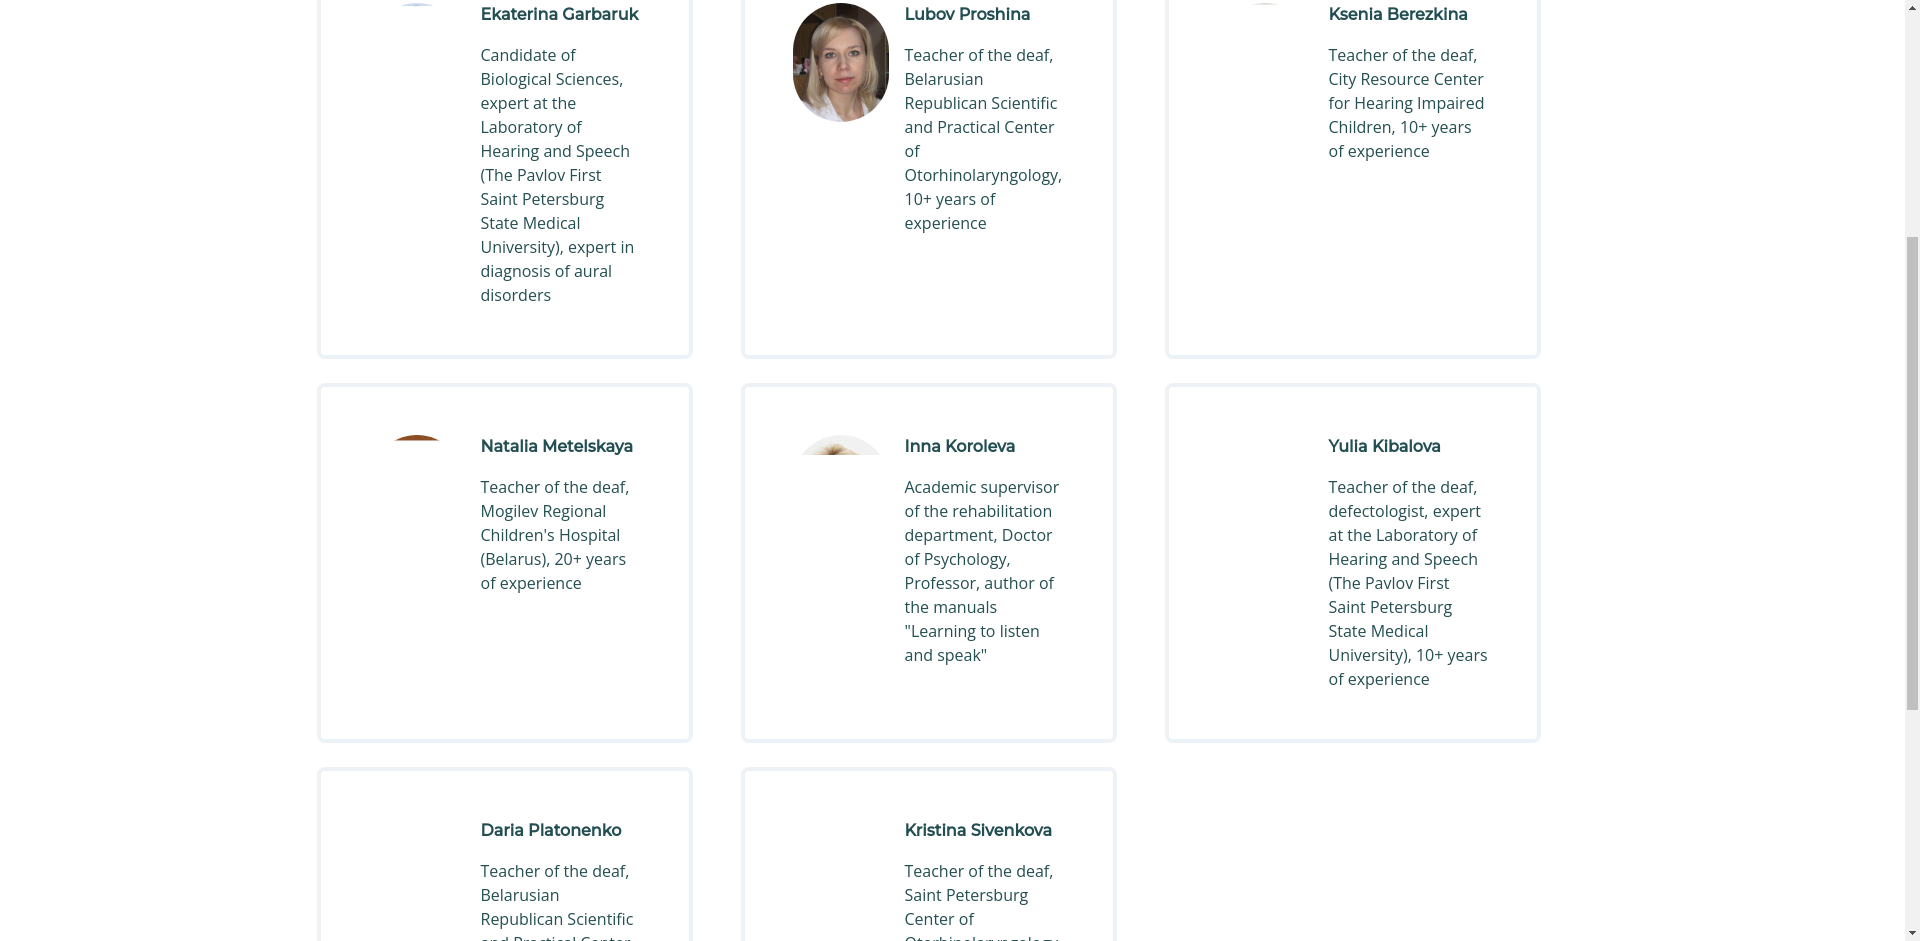 Ekaterina Garbaruk
Candidate of
Biological Sciences,
expert at the
Laboratory of
Hearing and Speech
(The Pavlov First
Saint Petersburg
State Medical
University), expert in
diagnosis of aural
disorders
Lubov Proshina
Teacher of the deaf,
Belarusian
Republican Scientific
and Practical Center
of
Otorhinolaryngology,
10+ years of
experience
Ksenia Berezkina
Teacher of the deaf,
City Resource Center
for Hearing Impaired
Children, 10+ years
of experience
Natalia Metelskaya
Teacher of the deaf,
Mogilev Regional
Children's Hospital
(Belarus), 20+ years
of experience
Inna Koroleva
Academic supervisor
of the rehabilitation
department, Doctor
of Psychology,
Professor, author of
the manuals
"Learning to listen
and speak"
Yulia Kibalova
Teacher of the deaf,
defectologist, expert
at the Laboratory of
Hearing and Speech
(The Pavlov First
Saint Petersburg
State Medical
University), 10+ years
of experience
Daria Platonenko
Teacher of the deaf,
Belarusian
Republican Scientific
and Practical Center
Kristina Sivenkova
Teacher of the deaf,
Saint Petersburg
Center of
Otorhinolaryngology